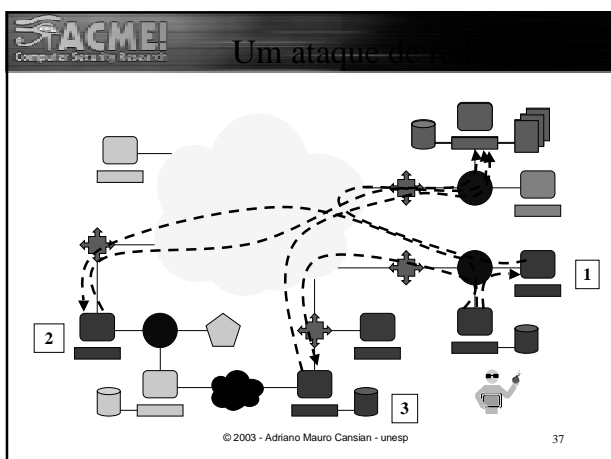 ACME!
Computer Security Research
Um ataque de
1
2
3
© 2003 - Adriano Mauro Cansian - unesp
37